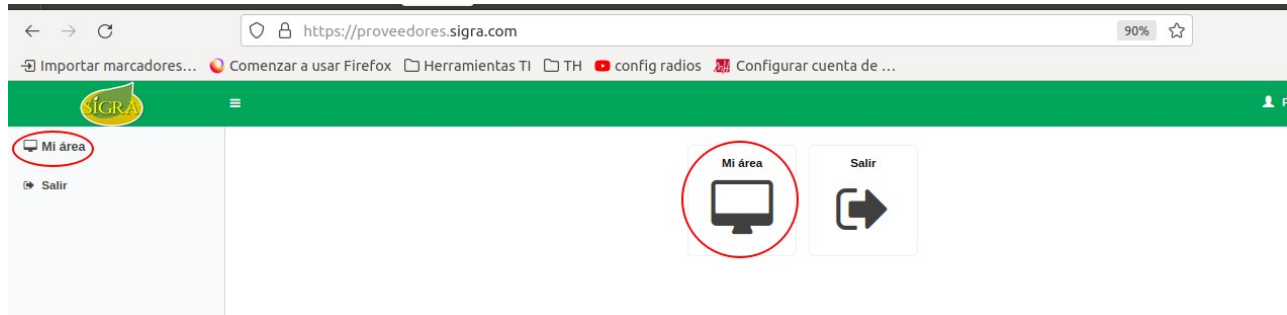 https://proveedores.sigra.com
90%
Importar marcadores... Comenzar a usar Firefox Herramientas TI TH config radios Configurar cuenta de ...
SIGRA
Mi área
Salir
Mi área
Salir